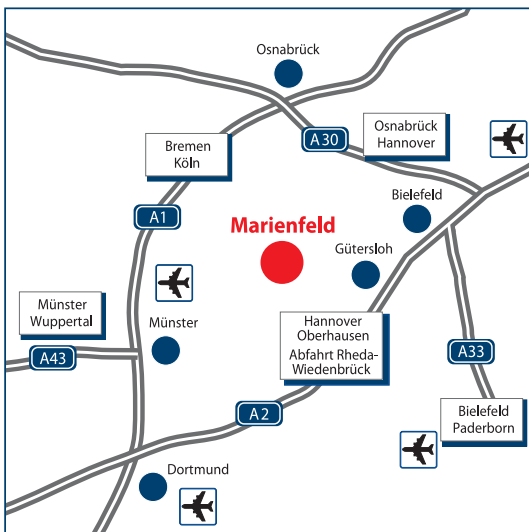 Osnabrück
A30
Osnabrück
Hannover
Bremen
Köln
A1
Bielefeld
Marienfeld
Gütersloh
Münster
Wuppertal
Münster
A43
Hannover
Oberhausen
Abfahrt Rheda-
Wiedenbrück
A33
A2
Bielefeld
Paderborn
Dortmund